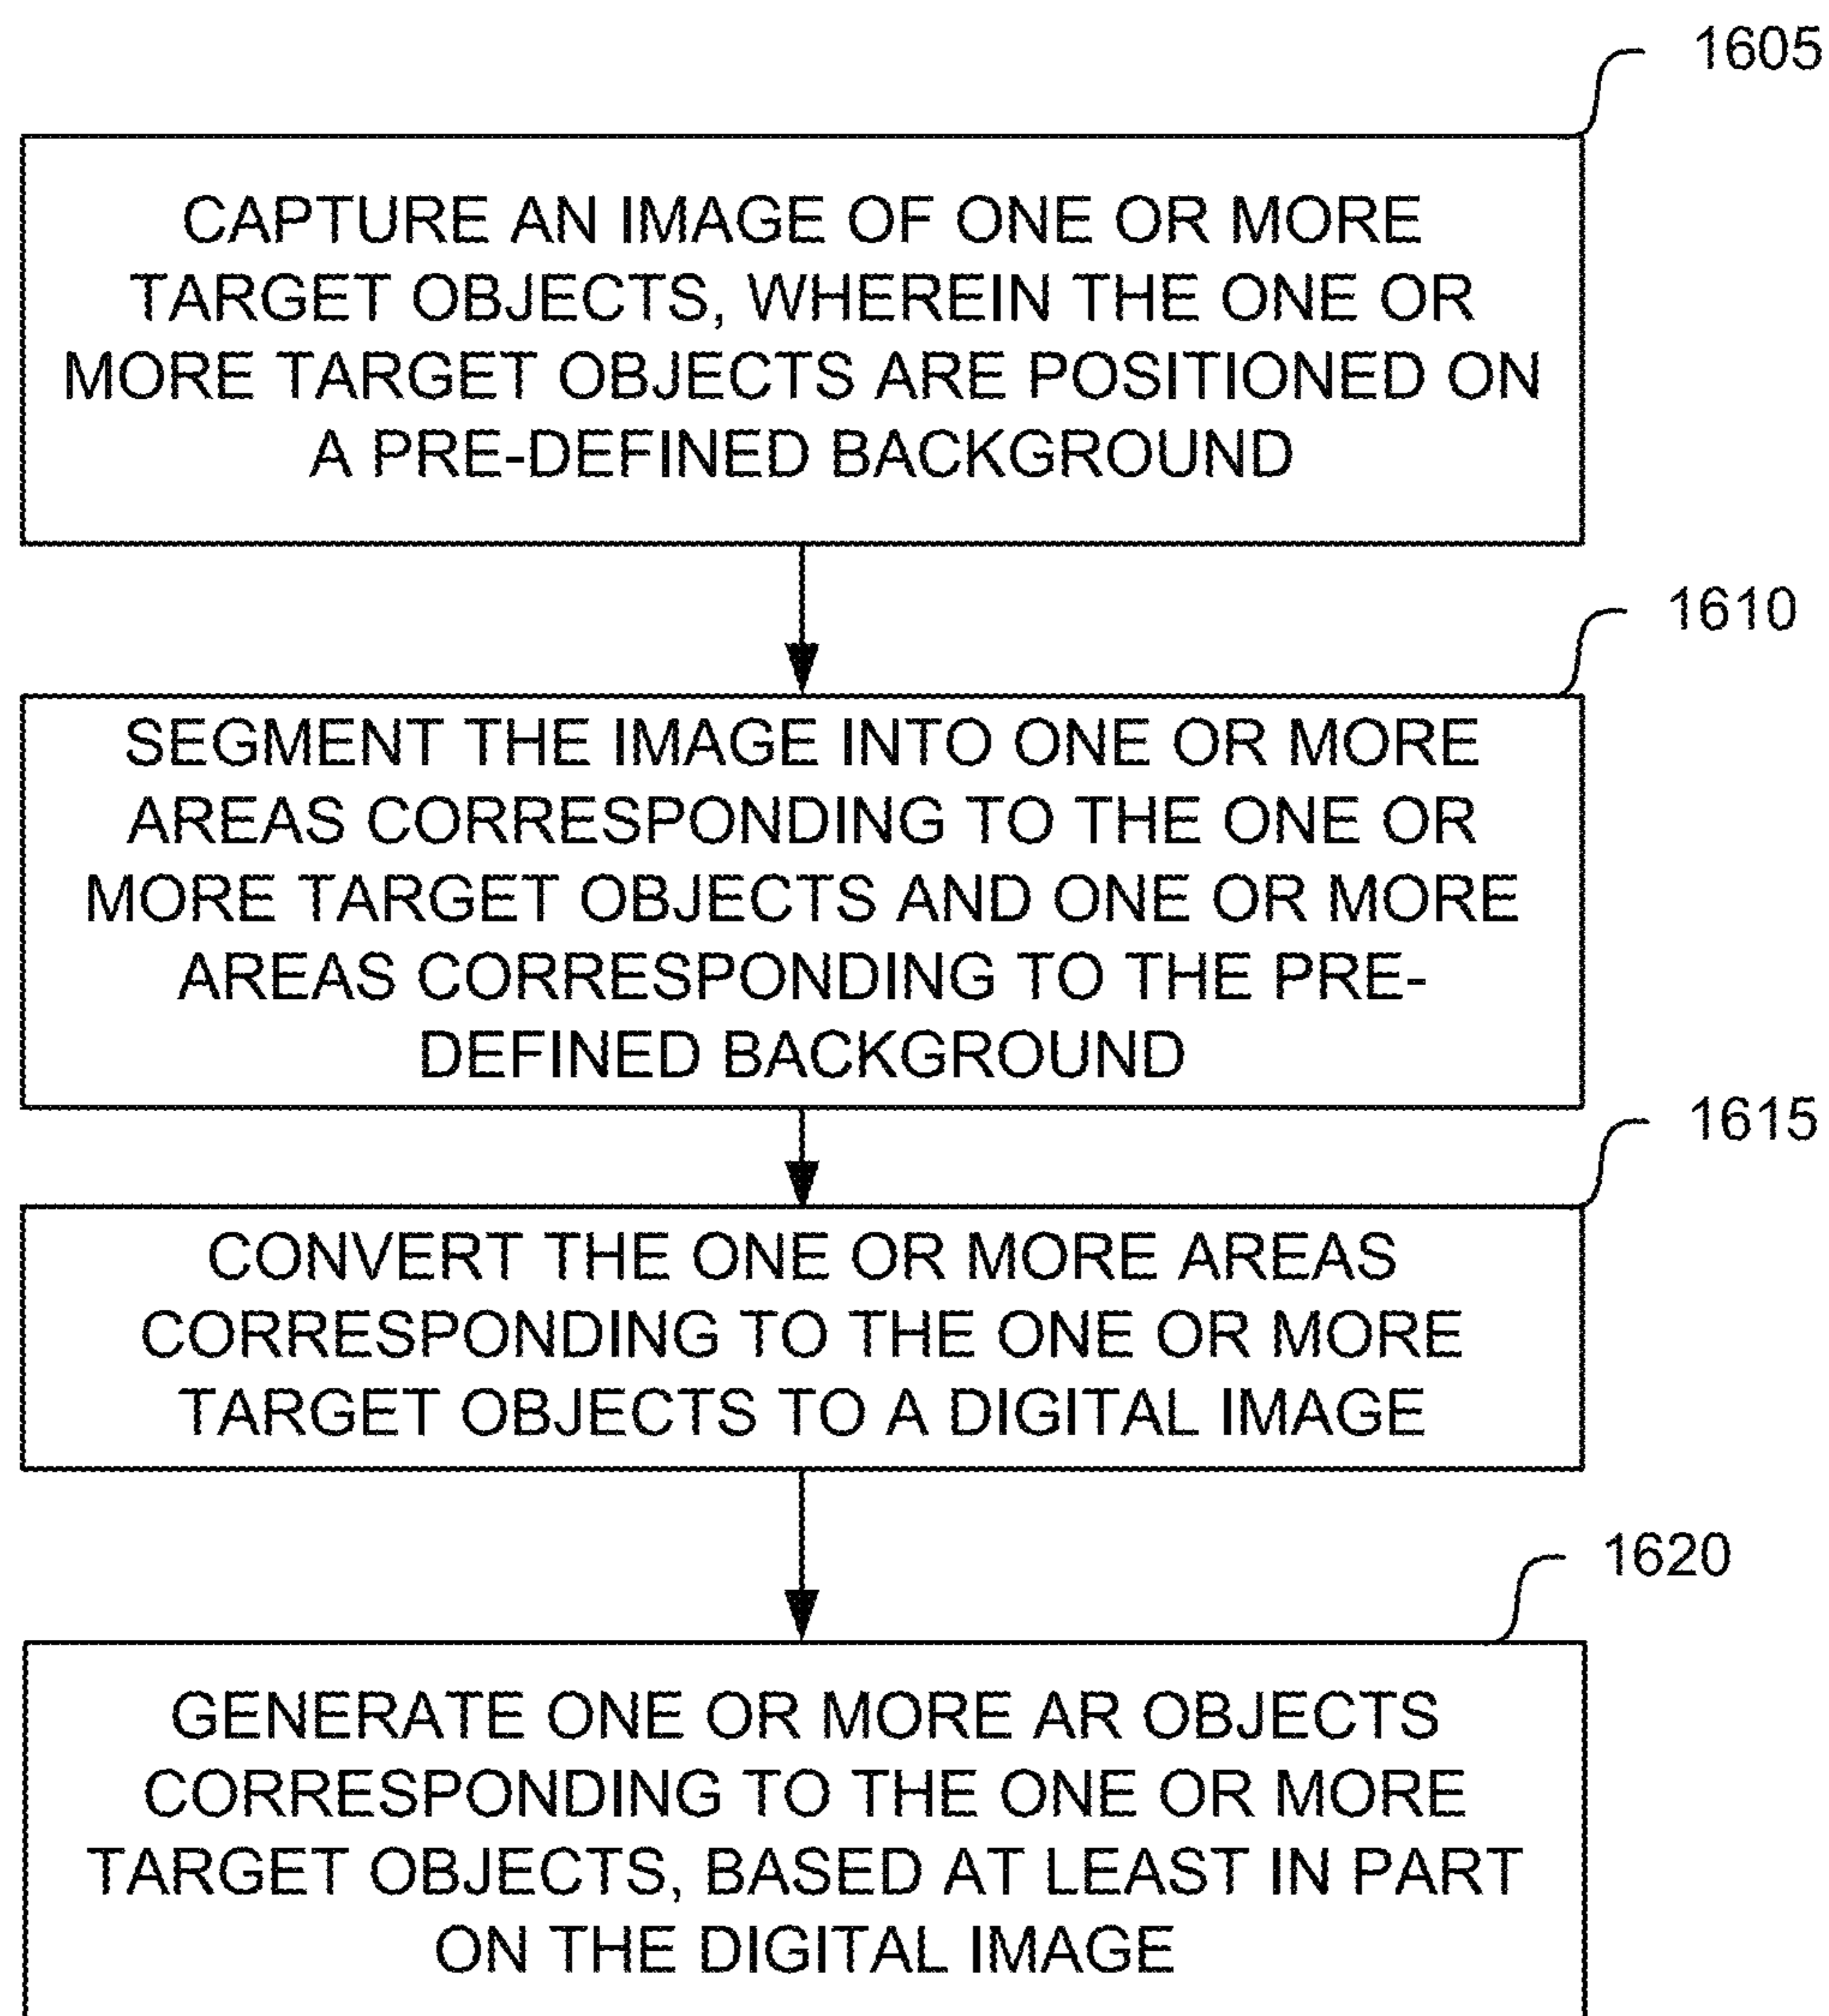 1605
CAPTURE AN IMAGE OF ONE OR MORE
TARGET OBJECTS, WHEREIN THE ONE OR
MORE TARGET OBJECTS ARE POSITIONED ON
A PRE-DEFINED BACKGROUND
1610
SEGMENT THE IMAGE INTO ONE OR MORE
AREAS CORRESPONDING TO THE ONE OR
MORE TARGET OBJECTS AND ONE OR MORE
AREAS CORRESPONDING TO THE PRE-
DEFINED BACKGROUND
1615
CONVERT THE ONE OR MORE AREAS
CORRESPONDING TO THE ONE OR MORE
TARGET OBJECTS TO A DIGITAL IMAGE
1620
GENERATE ONE OR MORE AR OBJECTS
CORRESPONDING TO THE ONE OR MORE
TARGET OBJECTS, BASED AT LEAST IN PART
ON THE DIGITAL IMAGE